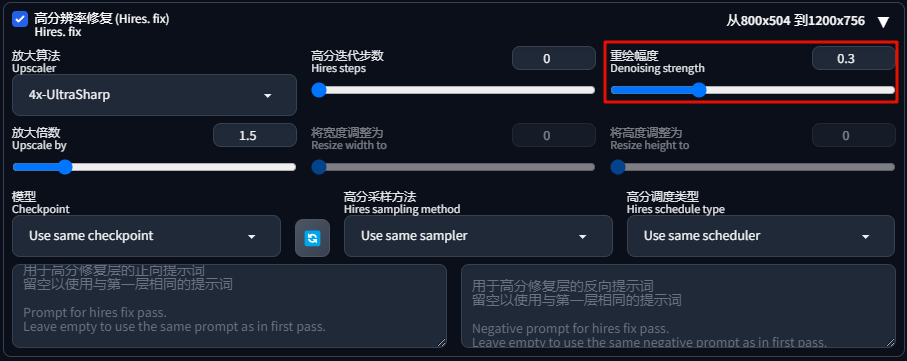 高分辨率修复 (Hires. fix)
Hires. fix
从800x504 到1200x756 ▼
放大算法
Upscaler
4x-UltraSharp
高分迭代步数
Hires steps
0
重绘幅度
Denoising strength
0.3
放大倍数
Upscale by
1.5
将宽度调整为
Resize width to
0
将高度调整为
Resize height to
0
模型
Checkpoint
Use same checkpoint
高分采样方法
Hires sampling method
Use same sampler
高分调度类型
Hires schedule type
Use same scheduler
用于高分修复层的正向提示词
留空以使用与第一层相同的提示词
Prompt for hires fix pass.
Leave empty to use the same prompt as in first pass.
用于高分修复层的反向提示词
留空以使用与第一层相同的提示词
Negative prompt for hires fix pass.
Leave empty to use the same negative prompt as in first pass.